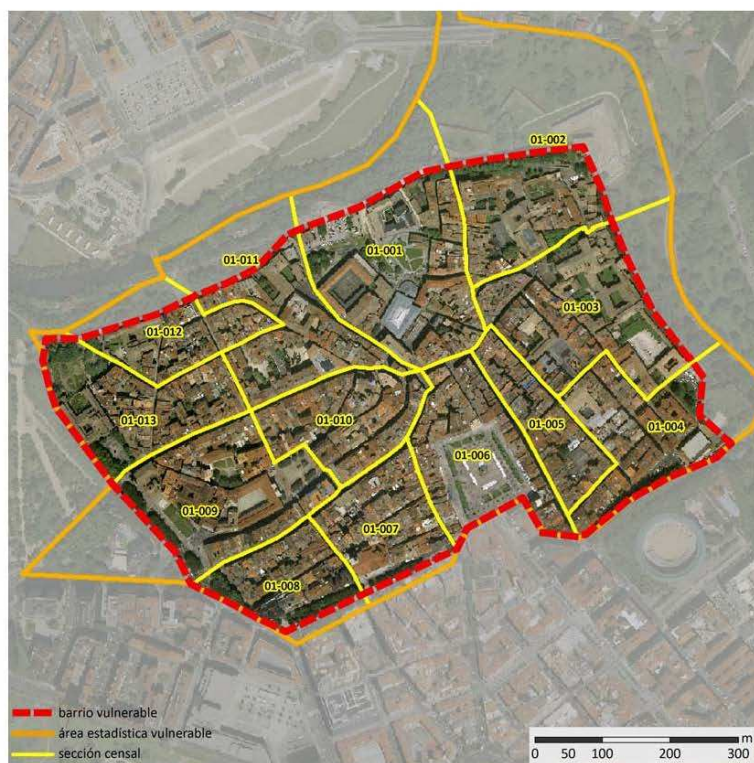 01-002
01-001
01-011
01-003
01-012
01-013
01-010
01-005
01-004
01-006
01-009
01-007
01-008
barrio vulnerable
área estadística vulnerable
sección censal
m
0 50 100 200 300